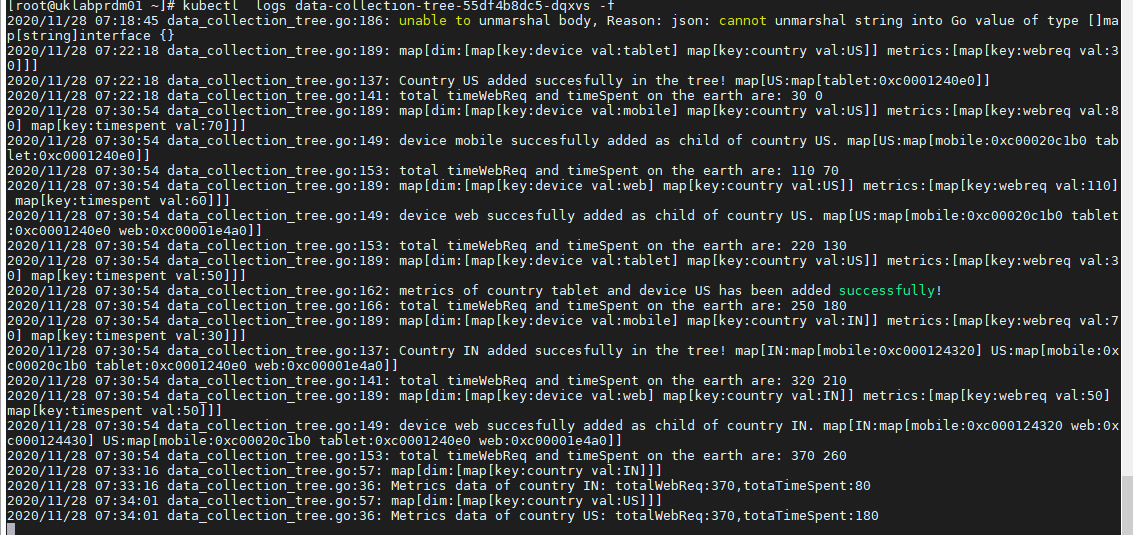 [root@uklabprdm01 ~]# kubectl  logs data-collection-tree-55df4b8dc5-dqxvs -f
2020/11/28 07:18:45 data_collection_tree.go:186: unable to unmarshal body, Reason: json: cannot unmarshal string into Go value of type []ma
p[string]interface {}
2020/11/28 07:22:18 data_collection_tree.go:189: map[dim:[map[key:device val:tablet] map[key:country val:US]] metrics:[map[key:webreq val:3
0]]]
2020/11/28 07:22:18 data_collection_tree.go:137: Country US added succesfully in the tree! map[US:map[tablet:0xc0001240e0]]
2020/11/28 07:22:18 data_collection_tree.go:141: total timeWebReq and timeSpent on the earth are: 30 0
2020/11/28 07:30:54 data_collection_tree.go:189: map[dim:[map[key:device val:mobile] map[key:country val:US]] metrics:[map[key:webreq val:8
0] map[key:timespent val:70]]]
2020/11/28 07:30:54 data_collection_tree.go:149: device mobile succesfully added as child of country US. map[US:map[mobile:0xc00020c1b0 tab
let:0xc0001240e0]]
2020/11/28 07:30:54 data_collection_tree.go:153: total timeWebReq and timeSpent on the earth are: 110 70
2020/11/28 07:30:54 data_collection_tree.go:189: map[dim:[map[key:device val:web] map[key:country val:US]] metrics:[map[key:webreq val:110]
 map[key:timespent val:60]]]
2020/11/28 07:30:54 data_collection_tree.go:149: device web succesfully added as child of country US. map[US:map[mobile:0xc00020c1b0 tablet
:0xc0001240e0 web:0xc00001e4a0]]
2020/11/28 07:30:54 data_collection_tree.go:153: total timeWebReq and timeSpent on the earth are: 220 130
2020/11/28 07:30:54 data_collection_tree.go:189: map[dim:[map[key:device val:tablet] map[key:country val:US]] metrics:[map[key:webreq val:3
0] map[key:timespent val:50]]]
2020/11/28 07:30:54 data_collection_tree.go:162: metrics of country tablet and device US has been added successfully!
2020/11/28 07:30:54 data_collection_tree.go:166: total timeWebReq and timeSpent on the earth are: 250 180
2020/11/28 07:30:54 data_collection_tree.go:189: map[dim:[map[key:device val:mobile] map[key:country val:IN]] metrics:[map[key:webreq val:7
0] map[key:timespent val:30]]]
2020/11/28 07:30:54 data_collection_tree.go:137: Country IN added succesfully in the tree! map[IN:map[mobile:0xc000124320] US:map[mobile:0x
c00020c1b0 tablet:0xc0001240e0 web:0xc00001e4a0]]
2020/11/28 07:30:54 data_collection_tree.go:141: total timeWebReq and timeSpent on the earth are: 320 210
2020/11/28 07:30:54 data_collection_tree.go:189: map[dim:[map[key:device val:web] map[key:country val:IN]] metrics:[map[key:webreq val:50] 
map[key:timespent val:50]]]
2020/11/28 07:30:54 data_collection_tree.go:149: device web succesfully added as child of country IN. map[IN:map[mobile:0xc000124320 web:0x
c000124430] US:map[mobile:0xc00020c1b0 tablet:0xc0001240e0 web:0xc00001e4a0]]
2020/11/28 07:30:54 data_collection_tree.go:153: total timeWebReq and timeSpent on the earth are: 370 260
2020/11/28 07:33:16 data_collection_tree.go:57: map[dim:[map[key:country val:IN]]]
2020/11/28 07:33:16 data_collection_tree.go:36: Metrics data of country IN: totalWebReq:370,totaTimeSpent:80
2020/11/28 07:34:01 data_collection_tree.go:57: map[dim:[map[key:country val:US]]]
2020/11/28 07:34:01 data_collection_tree.go:36: Metrics data of country US: totalWebReq:370,totaTimeSpent:180